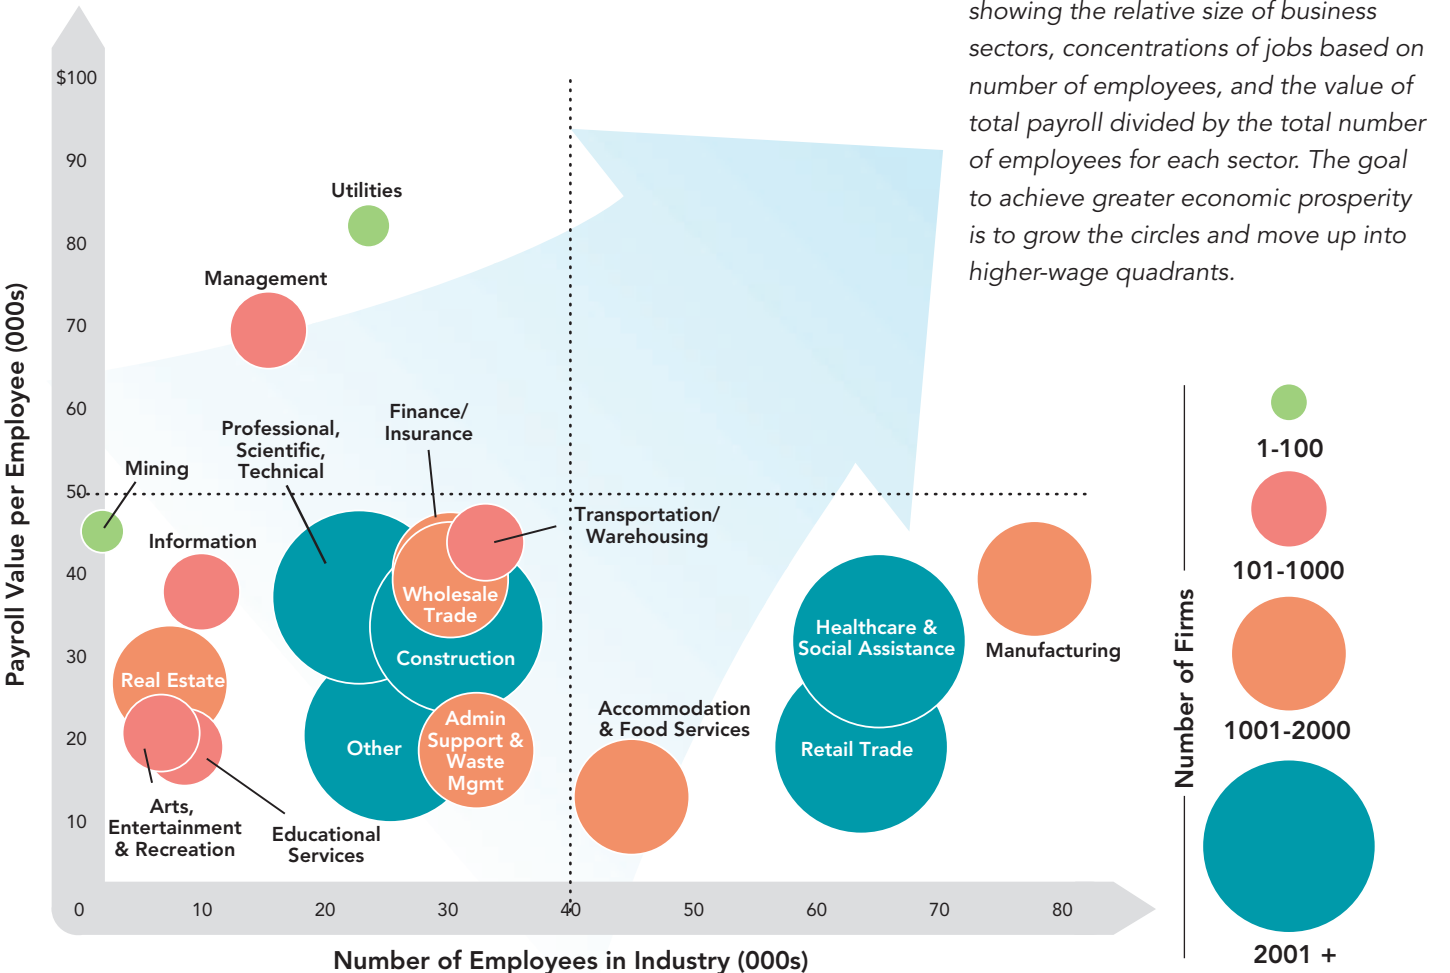 showing the relative size of business
sectors, concentrations of jobs based on
number of employees, and the value of
total payroll divided by the total number
of employees for each sector. The goal
to achieve greater economic prosperity
is to grow the circles and move up into
higher-wage quadrants.
Payroll Value per Employee (000s)
$100
90
80
70
60
50
40
30
20
10
Utilities
Management
Finance/
Insurance
Professional,
Scientific,
Technical
Mining
Transportation/
Warehousing
Information
Wholesale
Trade
Construction
Healthcare &
Social Assistance
Manufacturing
Real Estate
Accommodation
& Food Services
Admin
Support &
Waste
Mgmt
Other
Retail Trade
Arts,
Entertainment
& Recreation
Educational
Services
0
10
20
30
40
50
60
70
80
Number of Employees in Industry (000s)
Number of Firms
1-100
101-1000
1001-2000
2001 +